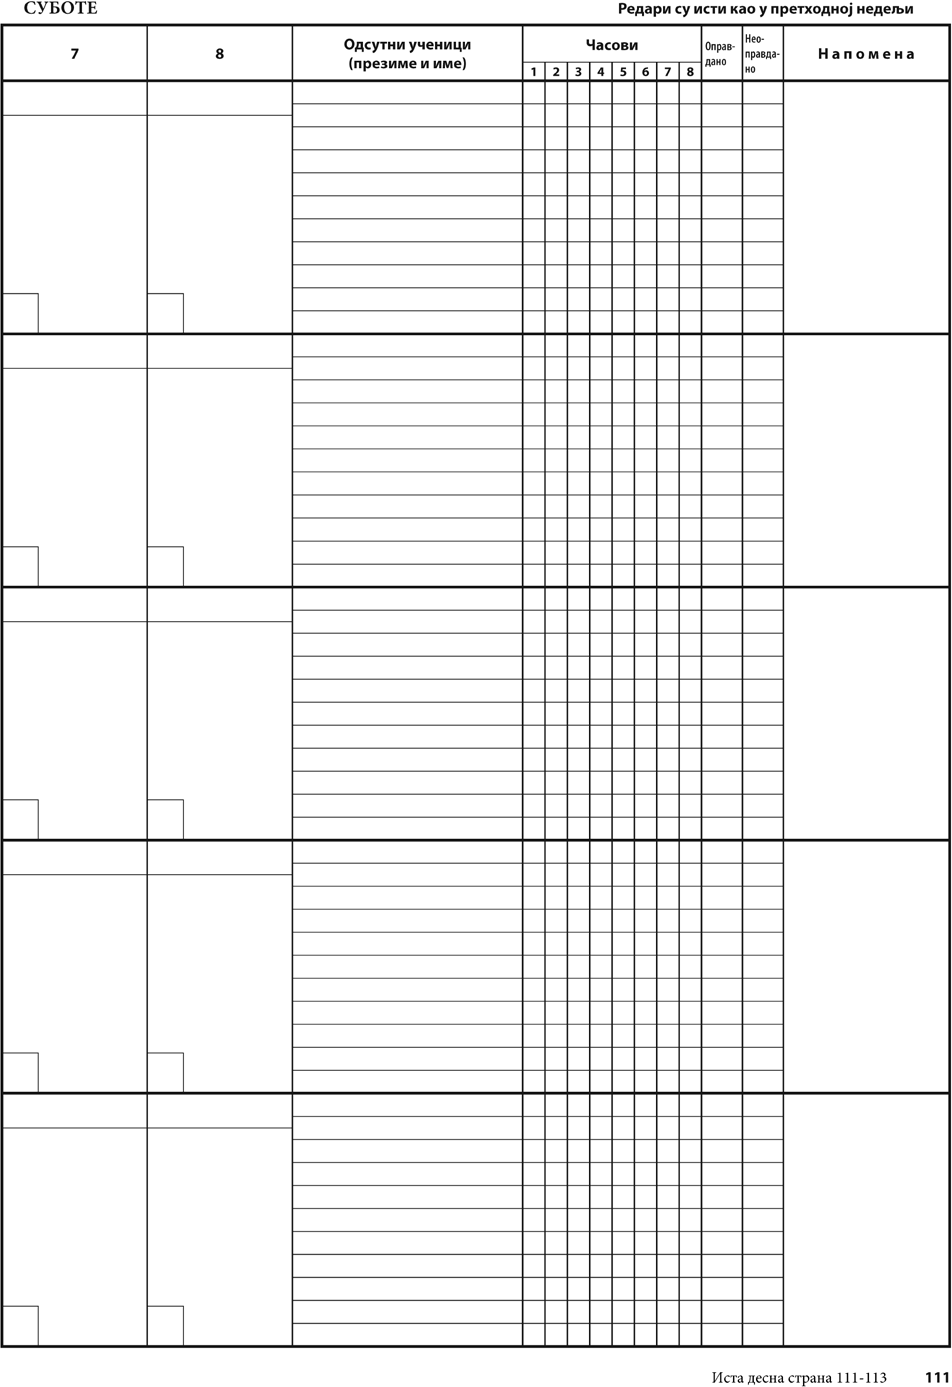 СУБОТЕ
Редари су исти као у претходној недељи
7
8
Одсутни ученици
(презиме и име)
Часови
1 2 3 4 5 6 7 8
Оправ-
дано
Нео-
правда-
но
Напомена
Иста десна страна 111-113 111